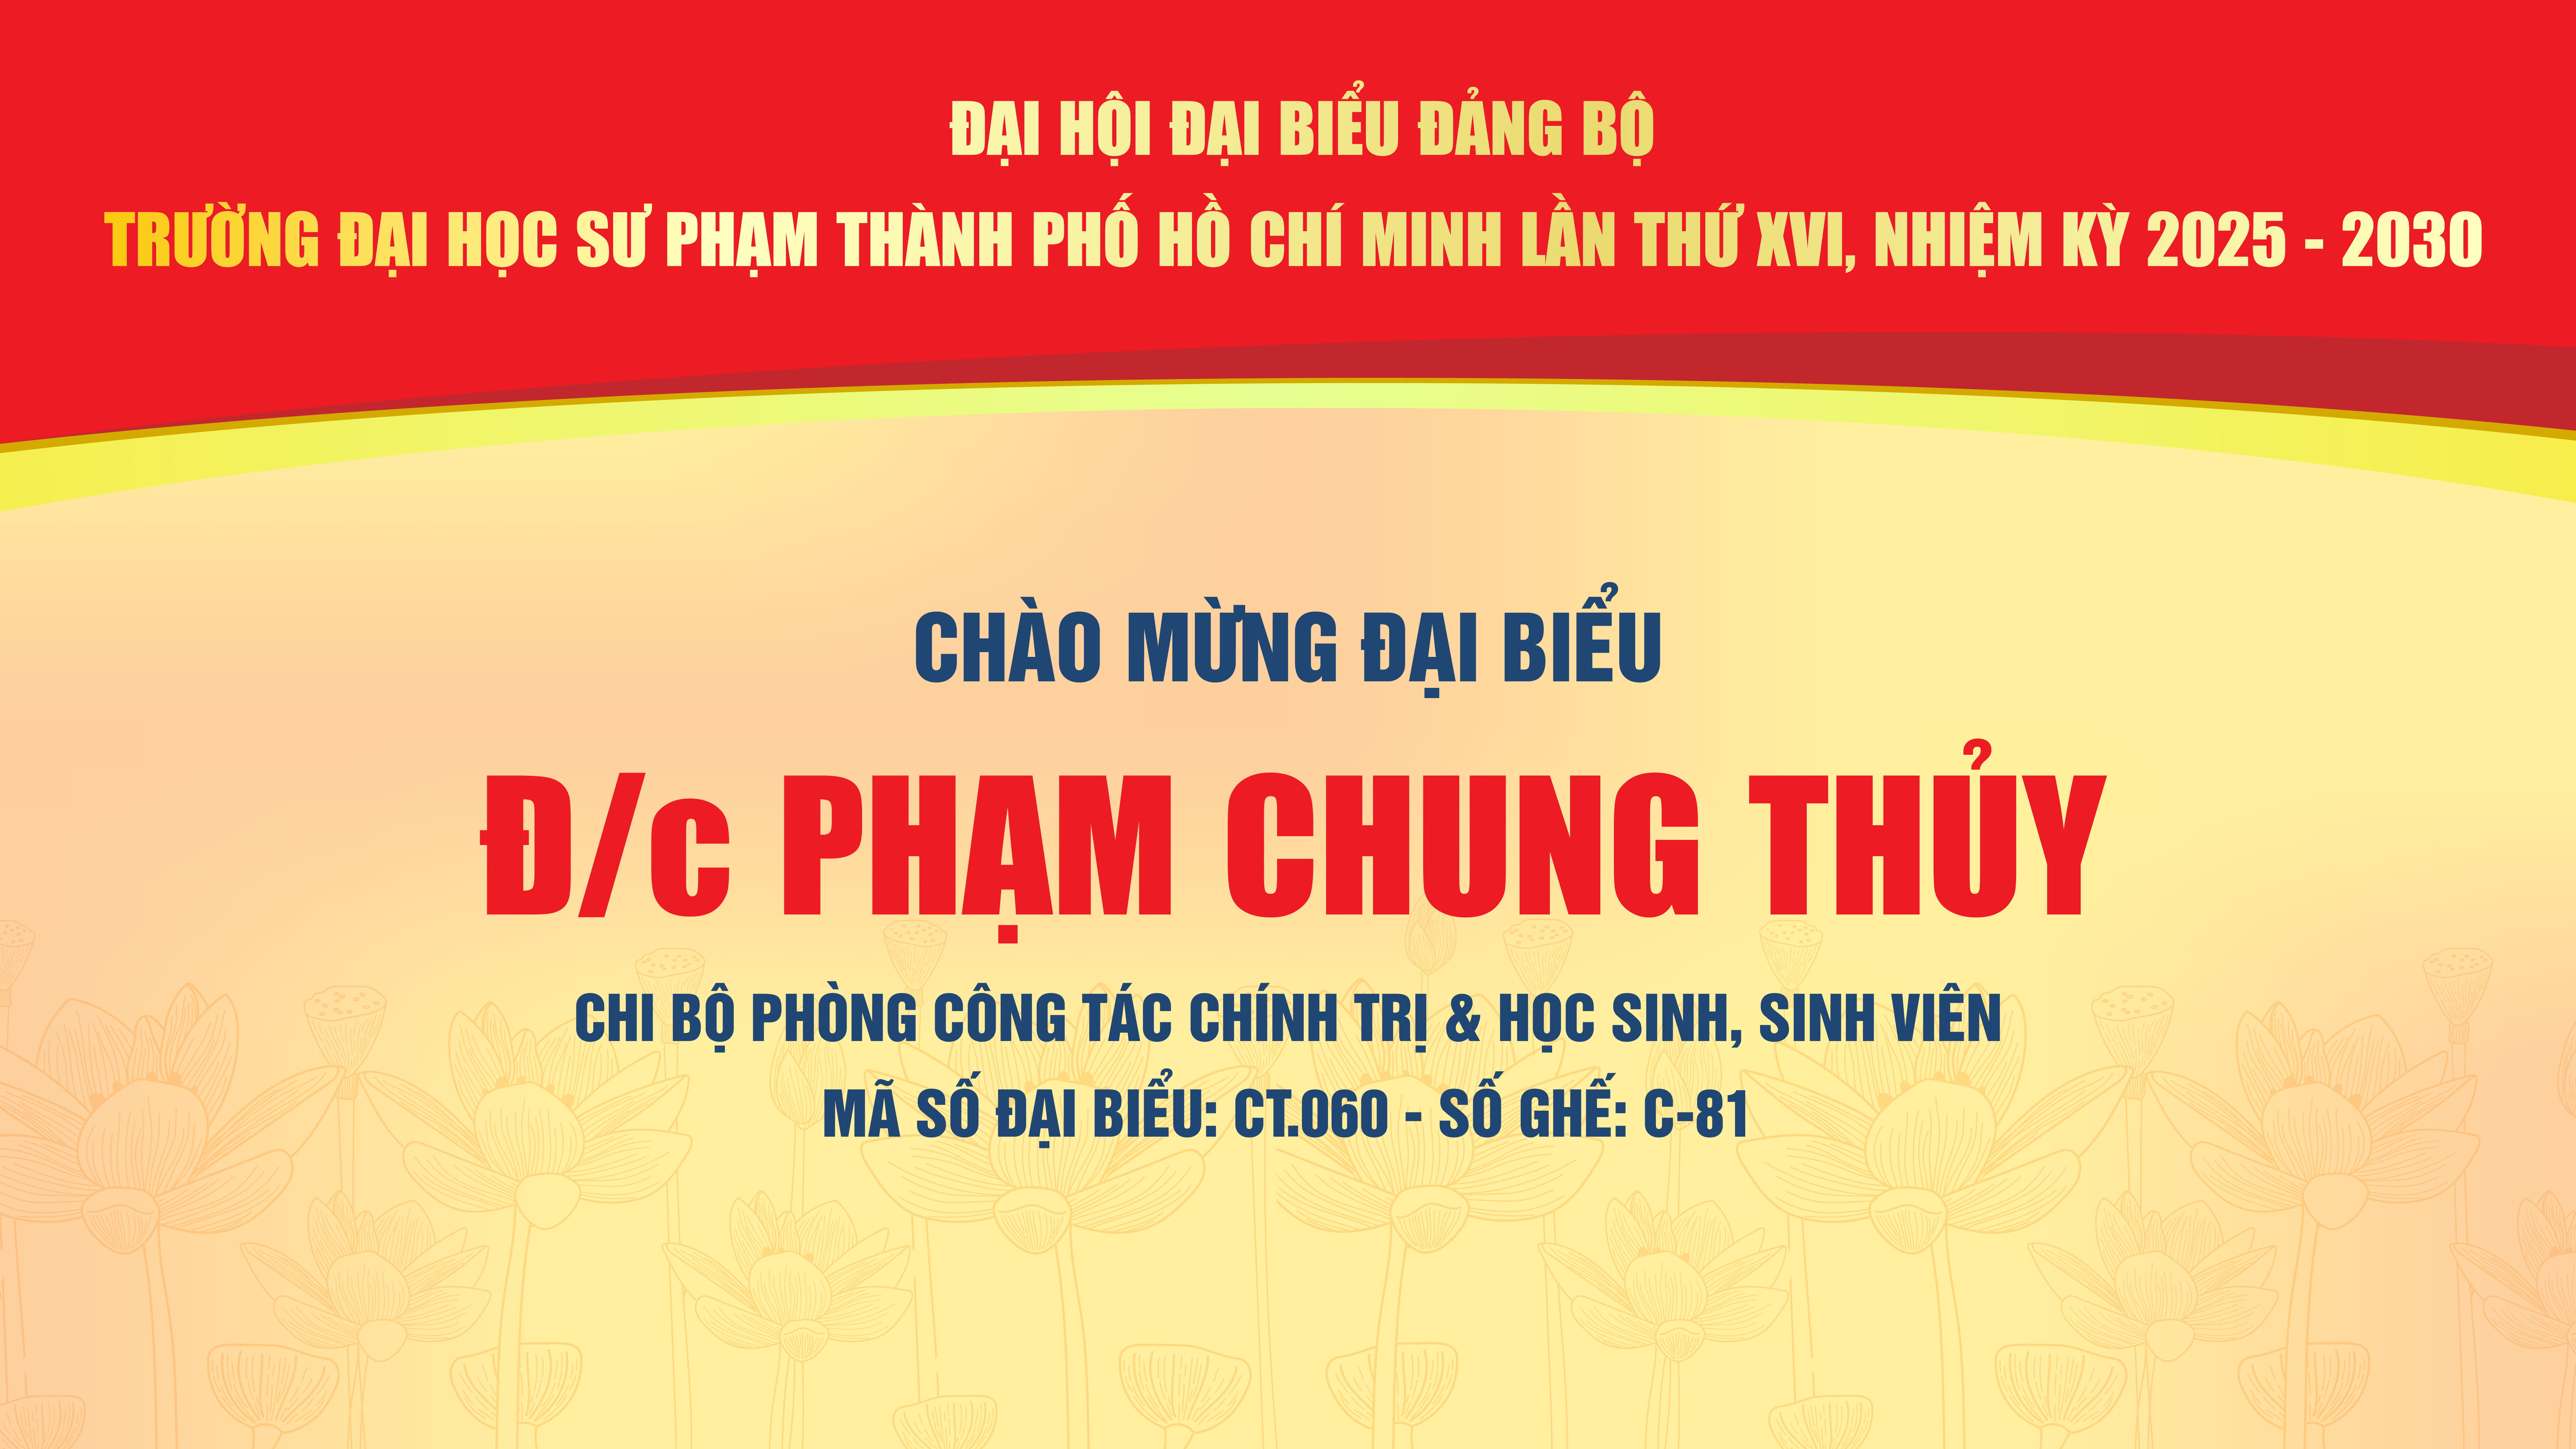 ĐẠI HỘI ĐẠI BIỂU ĐẢNG BỘ
TRƯỜNG ĐẠI HỌC SƯ PHẠM THÀNH PHỐ HỒ CHÍ MINH LẦN THỨ XVI, NHIỆM KỲ 2025 - 2030
CHÀO MỪNG ĐẠI BIỂU
Đ/c PHẠM CHUNG THỦY
CHI BỘ PHÒNG CÔNG TÁC CHÍNH TRỊ & HỌC SINH, SINH VIÊN
MÃ SỐ ĐẠI BIỂU: CT.060 - SỐ GHẾ: C-81